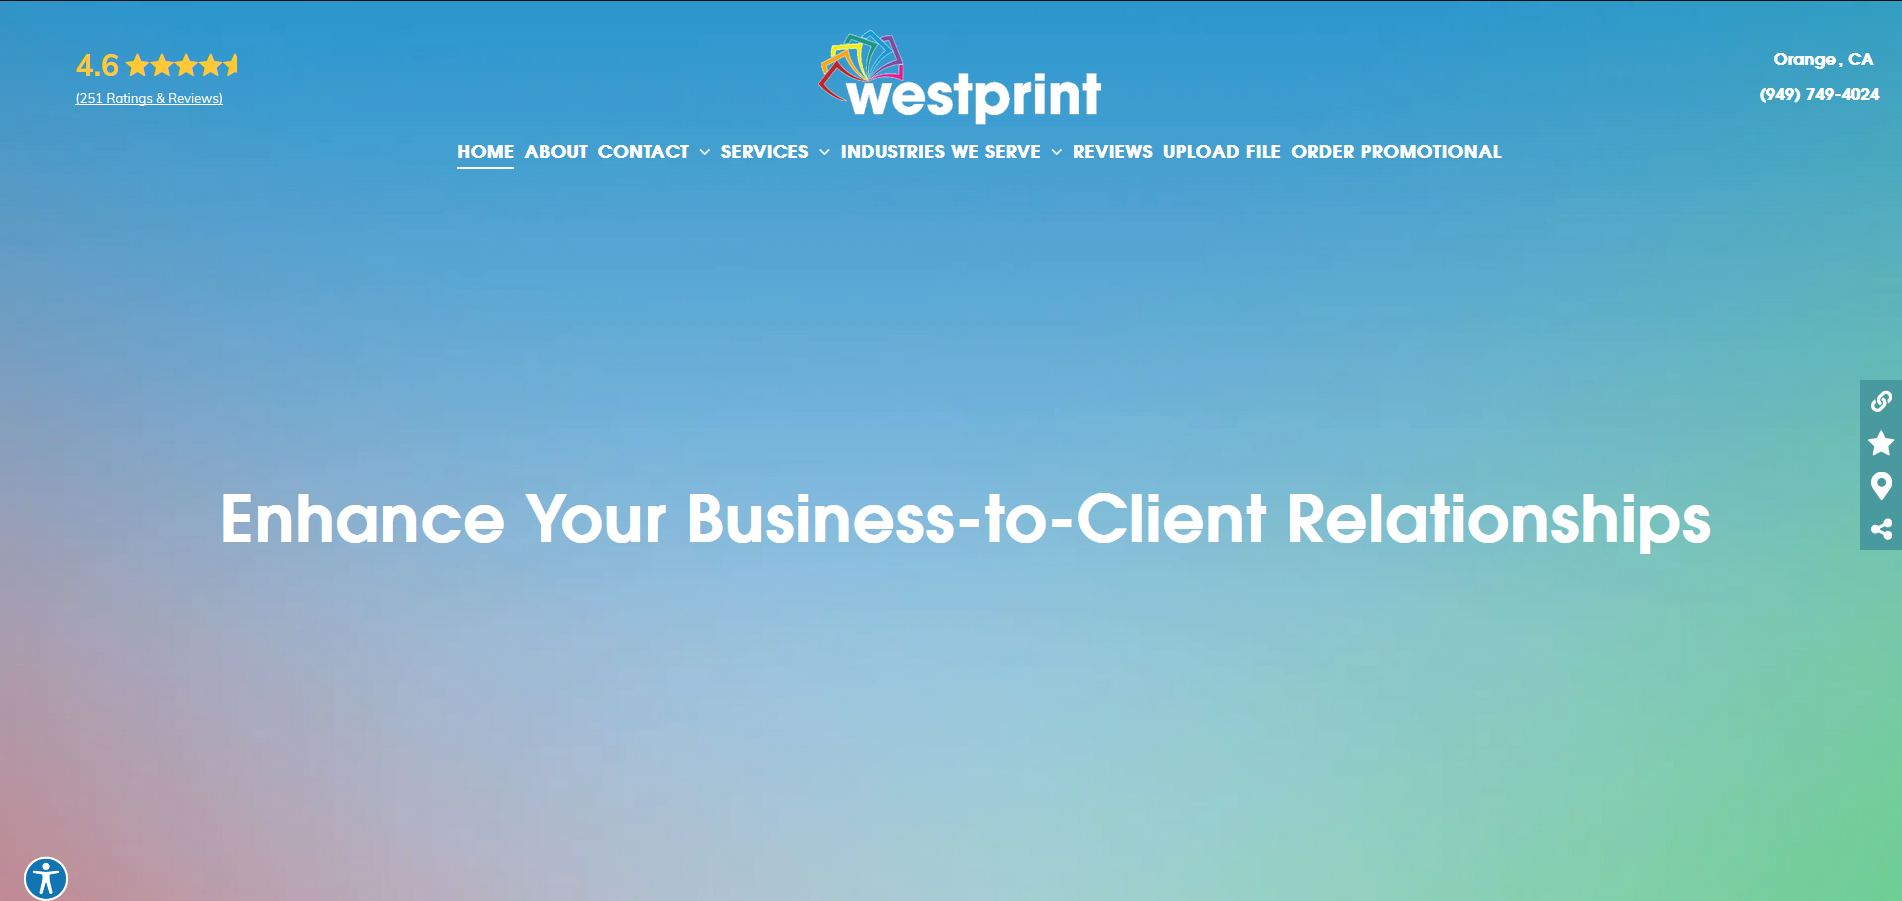 4.6
(251 Ratings & Reviews)
westprint
Orange, CA
(949) 749-4024
HOME ABOUT CONTACT SERVICES INDUSTRIES WE SERVE REVIEWS UPLOAD FILE ORDER PROMOTIONAL
Enhance Your Business-to-Client Relationships